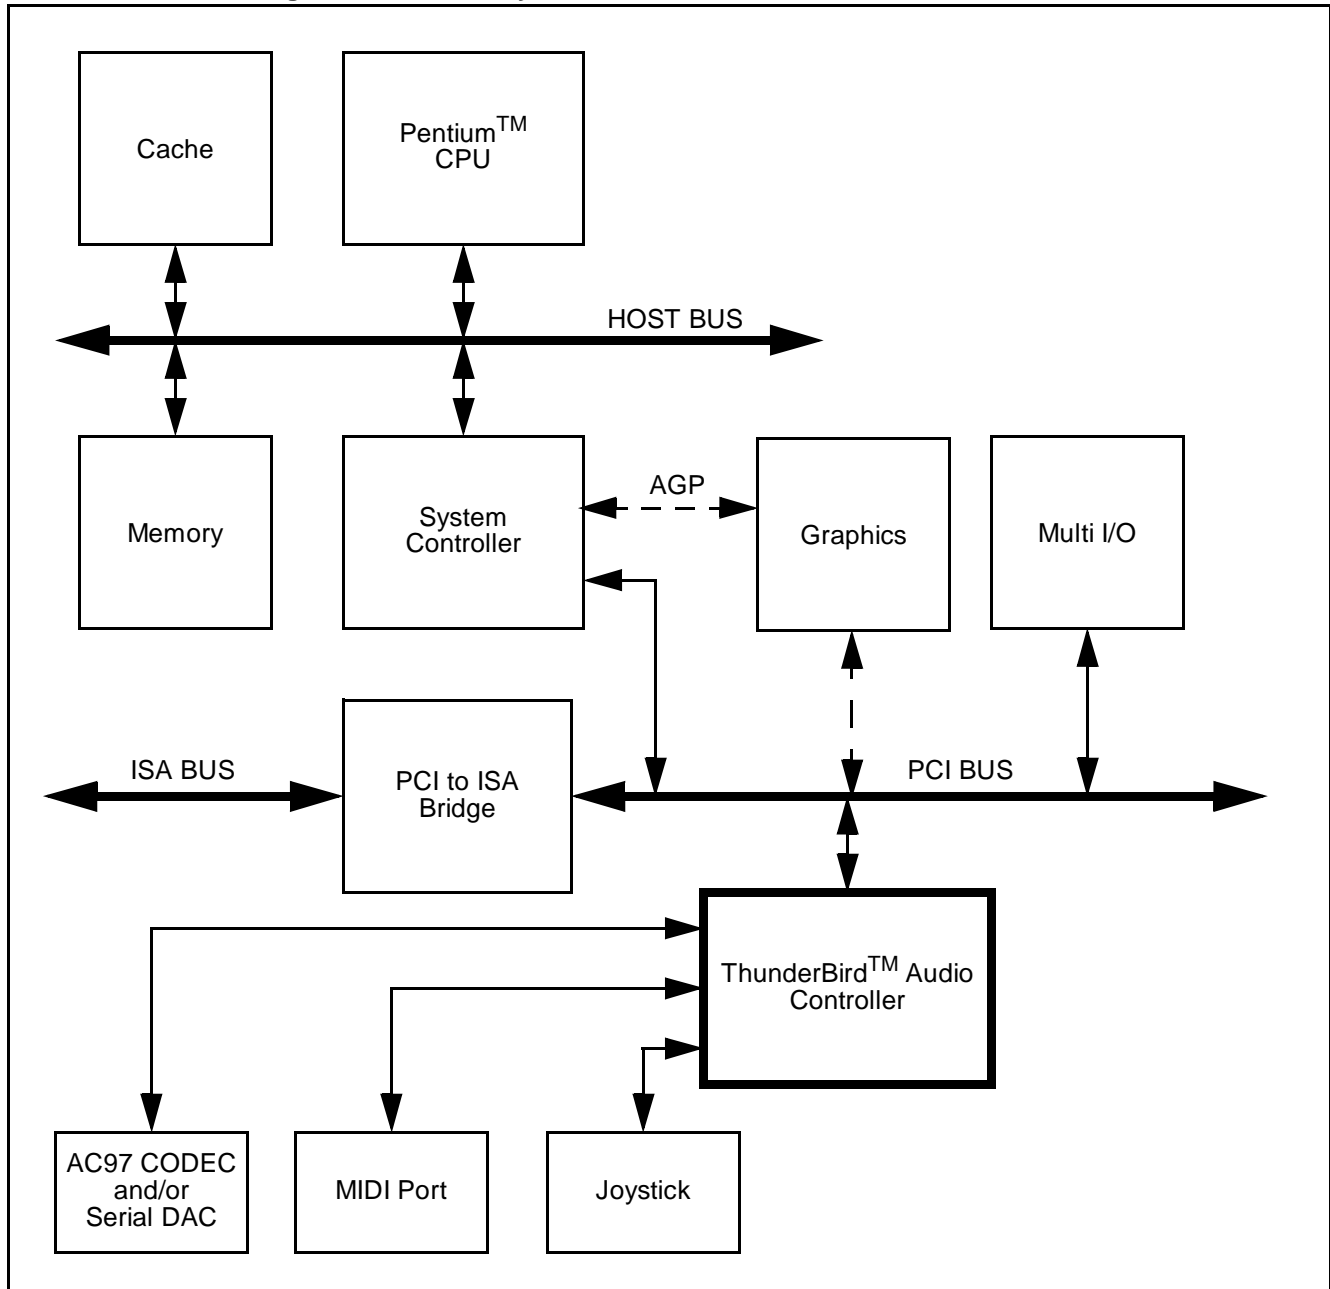 Cache
Pentium™
CPU
HOST BUS
Memory
System
Controller
AGP
Graphics
Multi I/O
ISA BUS
PCI to ISA
Bridge
PCI BUS
ThunderBird™ Audio
Controller
AC97 CODEC
and/or
Serial DAC
MIDI Port
Joystick